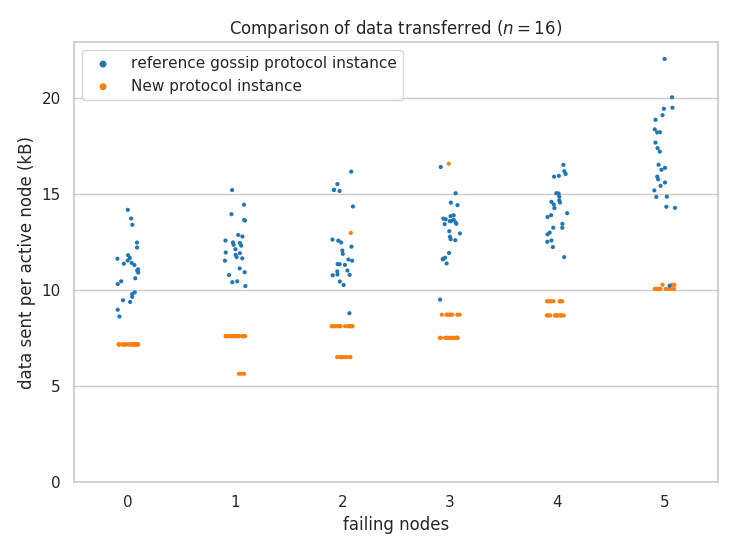 Comparison of data transferred (n = 16)
reference gossip protocol instance
New protocol instance
data sent per active node (kB)
20
15
10
5
0
0 1 2 3 4 5
failing nodes